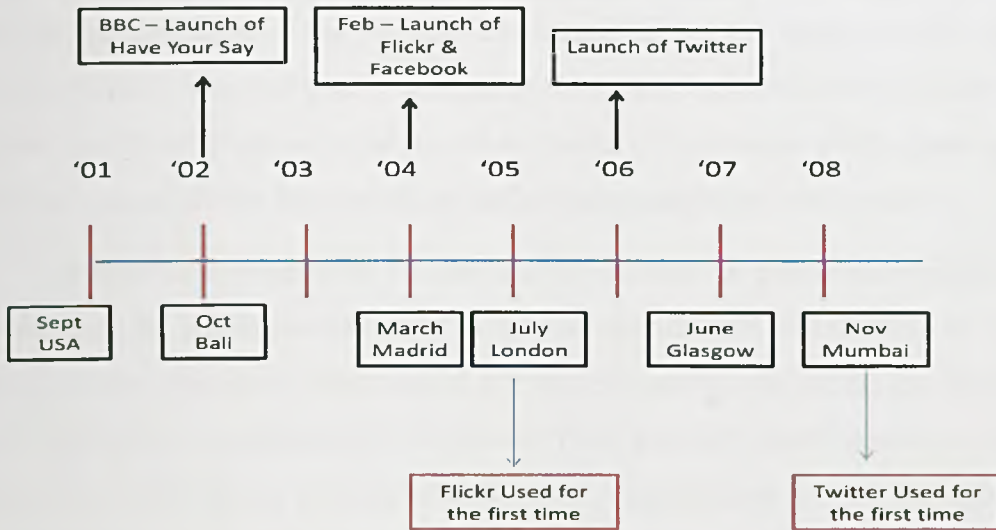 BBC – Launch of
Have Your Say
Feb – Launch of
Flickr &
Facebook
Launch of Twitter
'01 '02 '03 '04 '05 '06 '07 '08
Sept
USA
Oct
Bali
March
Madrid
July
London
June
Glasgow
Nov
Mumbai
Flickr Used for
the first time
Twitter Used for
the first time